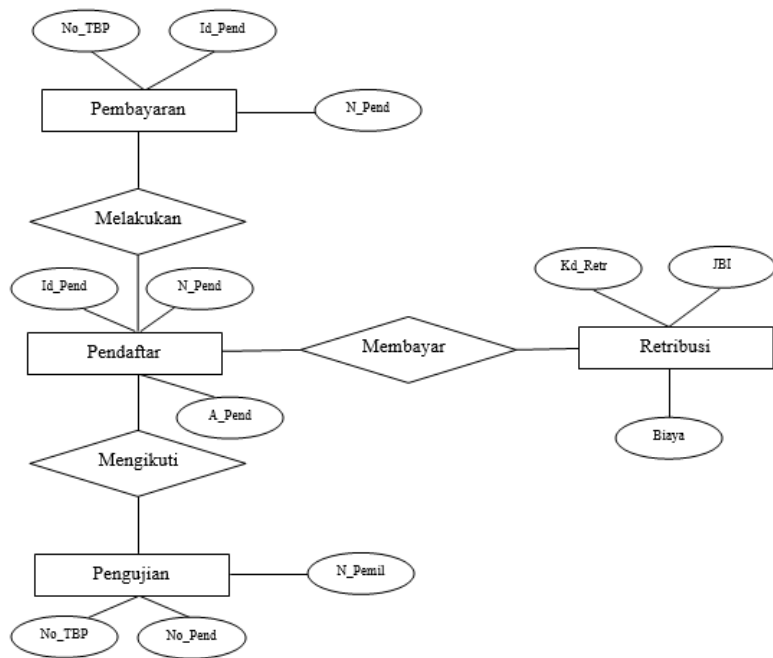 No_TBP
Id_Pend
Pembayaran
N_Pend
Melakukan
Id_Pend
N_Pend
Kd_Retr
JBI
Pendaftar
Membayar
Retribusi
A_Pend
Biaya
Mengikuti
Pengujian
N_Pemil
No_TBP
No_Pend